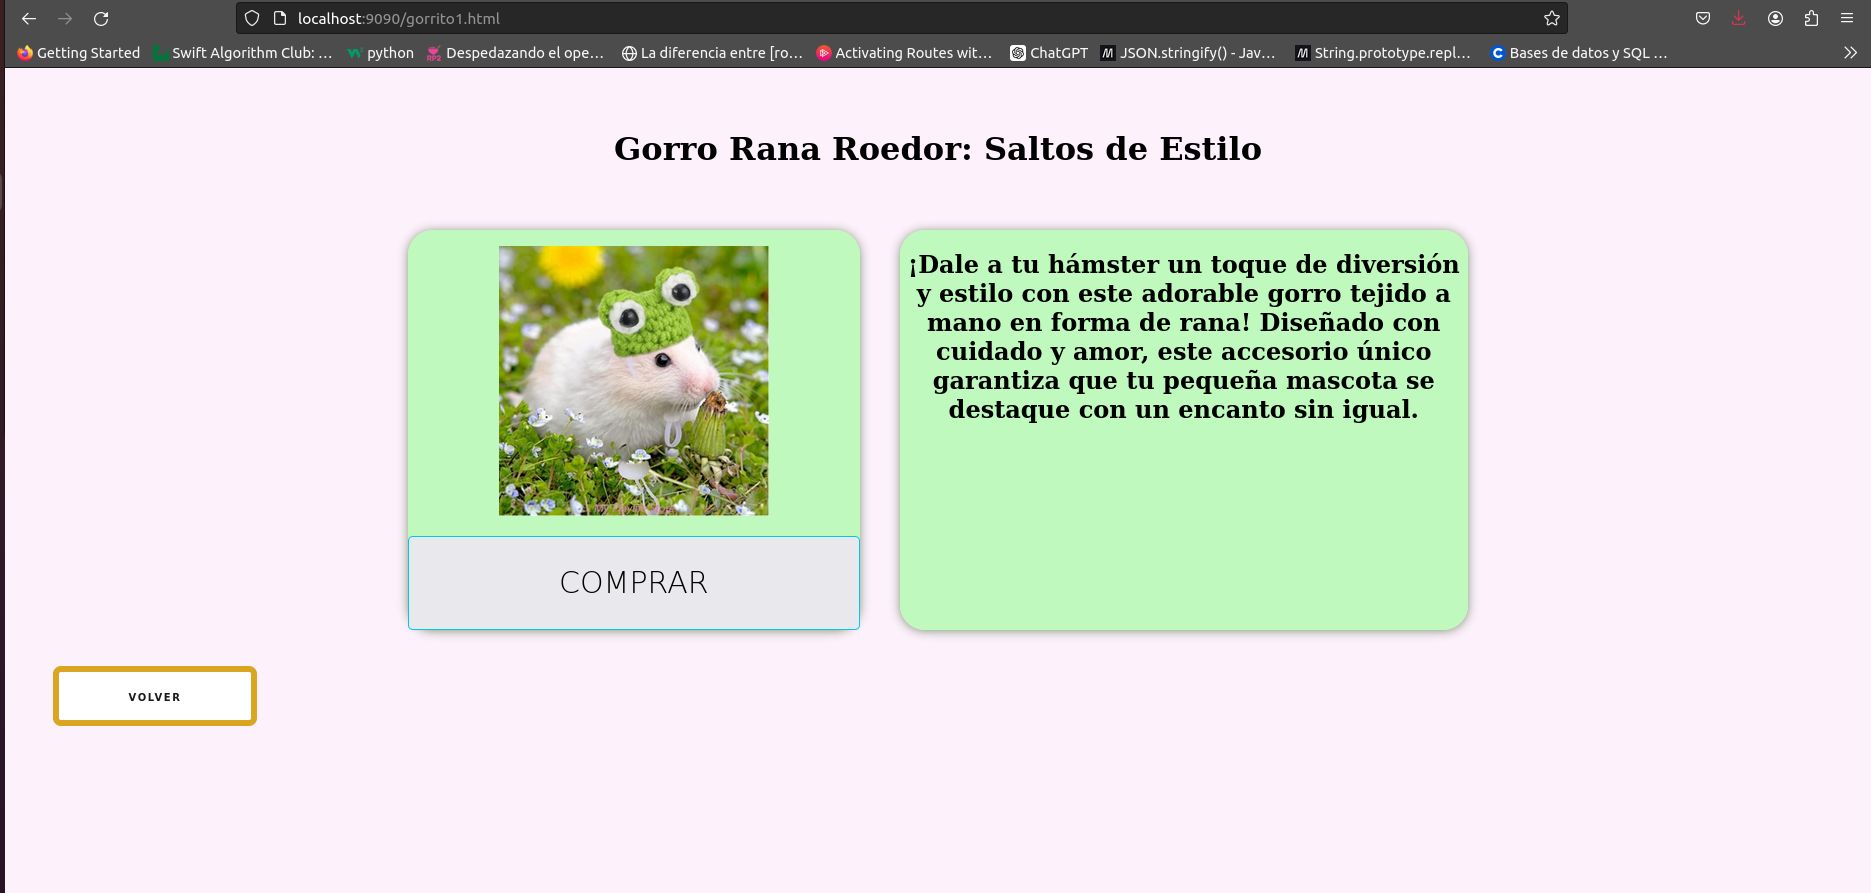 localhost:9090/gorrito1.html
Getting Started
Swift Algorithm Club: ...
python
Despedazando el ope...
La diferencia entre [ro...
Activating Routes wit...
ChatGPT
JSON.stringify() - Jav...
String.prototype.repl...
Bases de datos y SQL ...
Gorro Rana Roedor: Saltos de Estilo
¡Dale a tu hámster un toque de diversión
y estilo con este adorable gorro tejido a
mano en forma de rana! Diseñado con
cuidado y amor, este accesorio único
garantiza que tu pequeña mascota se
destaque con un encanto sin igual.
COMPRAR
VOLVER